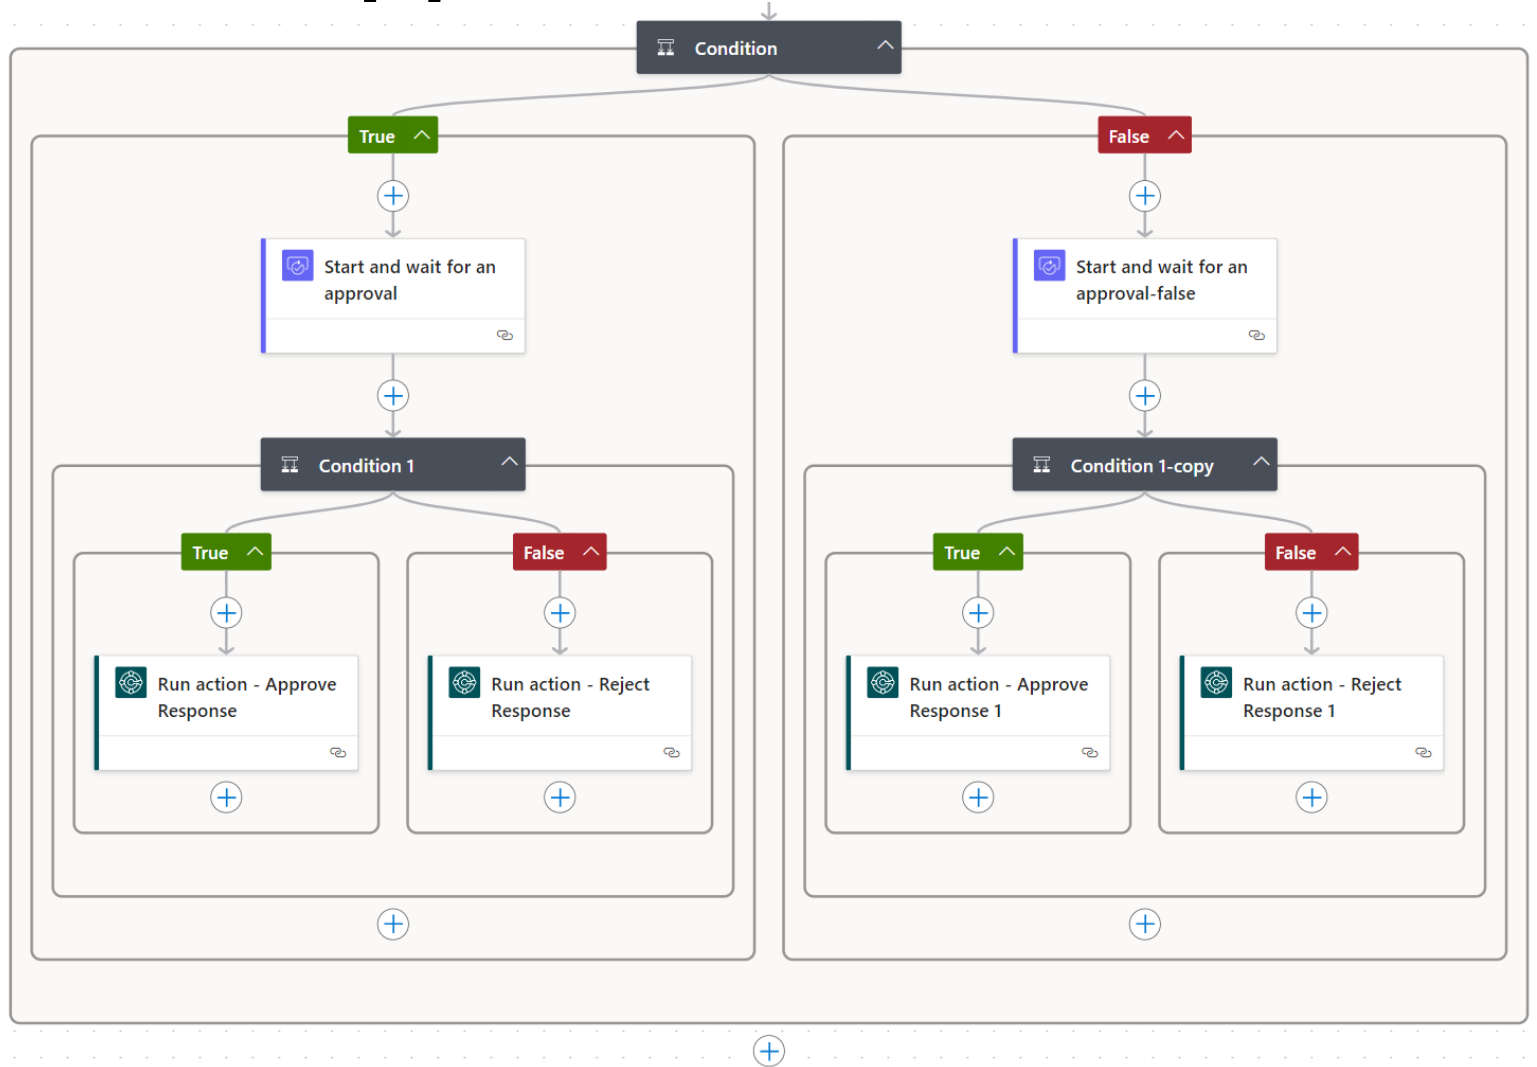 Condition
True
False
Start and wait for an
approval
Start and wait for an
approval-false
Condition 1
Condition 1-copy
True
False
True
False
Run action - Approve
Response
Run action - Reject
Response
Run action - Approve
Response 1
Run action - Reject
Response 1